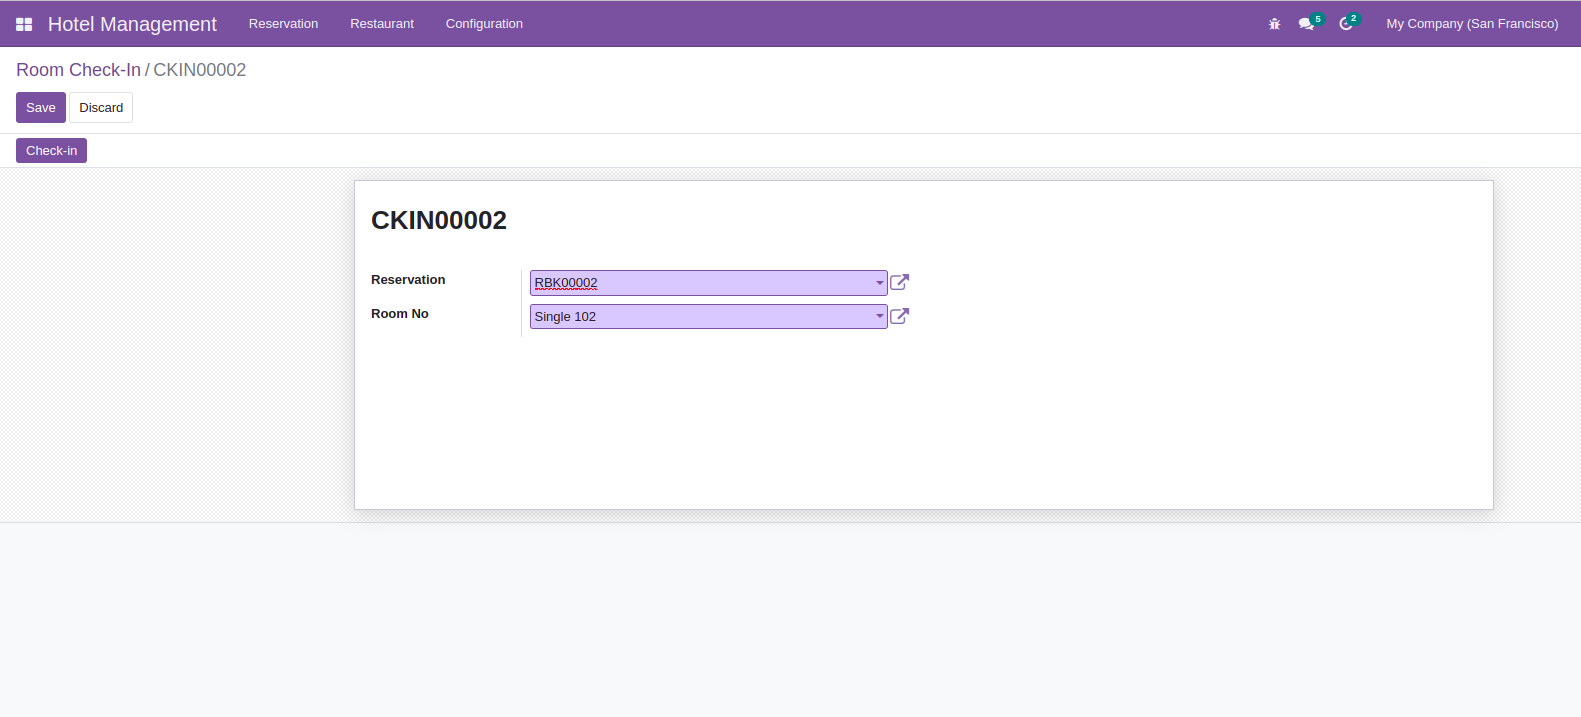 Hotel Management Reservation Restaurant Configuration 5 2 My Company (San Francisco)
Room Check-In / CKIN00002
Save Discard
Check-in
CKIN00002
Reservation RBK00002
Room No Single 102